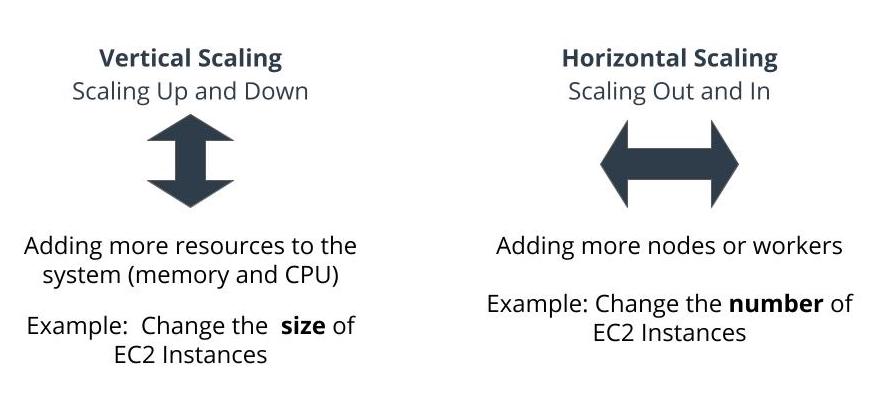 Vertical Scaling
Scaling Up and Down
Adding more resources to the
system (memory and CPU)
Example: Change the size of
EC2 Instances
Horizontal Scaling
Scaling Out and In
Adding more nodes or workers
Example: Change the number of
EC2 Instances